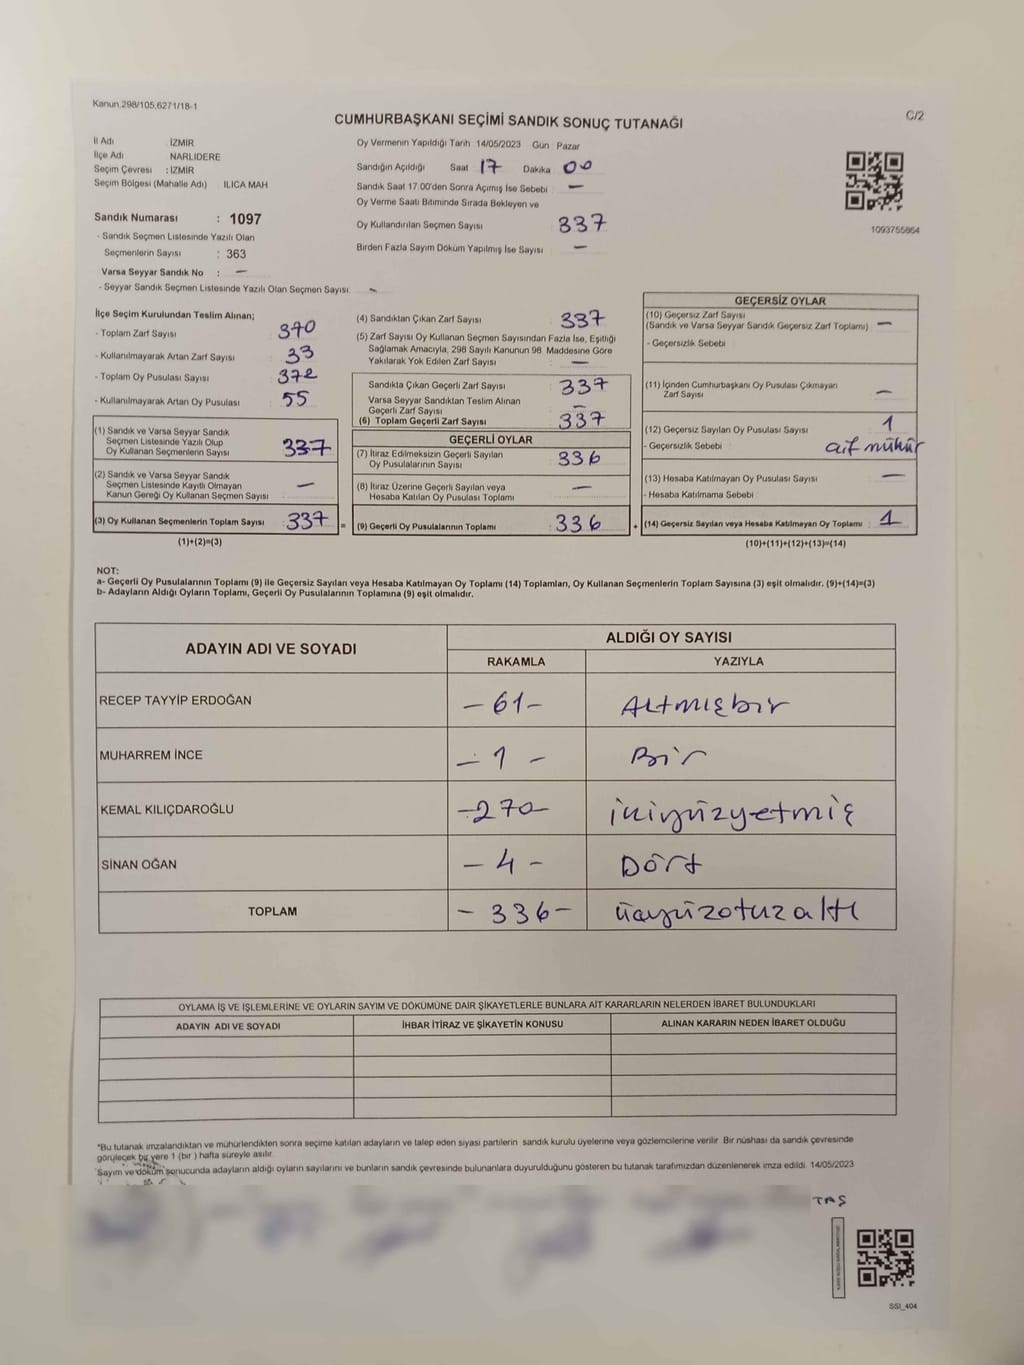 Kanun,298/105,6271/18-1
C/2
CUMHURBAŞKANI SEÇİMİ SANDIK SONUÇ TUTANAĞI
İl Adı İZMİR
İlçe Adı NARLIDERE
Seçim Çevresi : İZMİR
Seçim Bölgesi (Mahalle Adı) ILICA MAH
Sandık Numarası : 1097
- Sandık Seçmen Listesinde Yazılı Olan
Seçmenlerin Sayısı : 363
Varsa Seyyar Sandık No : —
- Seyyar Sandık Seçmen Listesinde Yazılı Olan Seçmen Sayısı: -
Oy Vermenin Yapıldığı Tarih 14/05/2023 Gün Pazar
Sandığın Açıldığı Saat 17 Dakika 00
Sandık Saat 17.00'den Sonra Açımış İse Sebebi —
Oy Verme Saati Bitiminde Sırada Bekleyen ve
Oy Kullandırılan Seçmen Sayısı 337
Birden Fazla Sayım Döküm Yapılmış İse Sayısı —
1093755864
İlçe Seçim Kurulundan Teslim Alınan;
- Toplam Zarf Sayısı 370
- Kullanılmayarak Artan Zarf Sayısı 33
- Toplam Oy Pusulası Sayısı 372
- Kullanılmayarak Artan Oy Pusulası 55
(1) Sandık ve Varsa Seyyar Sandık
Seçmen Listesinde Yazılı Olup
Oy Kullanan Seçmenlerin Sayısı 337
(2) Sandık ve Varsa Seyyar Sandık
Seçmen Listesinde Kayıtlı Olmayan
Kanun Gereği Oy Kullanan Seçmen Sayısı —
(3) Oy Kullanan Seçmenlerin Toplam Sayısı 337 =
(1)+(2)=(3)
(4) Sandıktan Çıkan Zarf Sayısı 337
(5) Zarf Sayısı Oy Kullanan Seçmen Sayısından Fazla İse, Eşitliği
Sağlamak Amacıyla, 298 Sayılı Kanunun 98. Maddesine Göre
Yakılarak Yok Edilen Zarf Sayısı : —
Sandıkta Çıkan Geçerli Zarf Sayısı 337
Varsa Seyyar Sandıktan Teslim Alınan
Geçerli Zarf Sayısı —
(6) Toplam Geçerli Zarf Sayısı 337
GEÇERLİ OYLAR
(7) İtiraz Edilmeksizin Geçerli Sayılan
Oy Pusulalarının Sayısı 336
(8) İtiraz Üzerine Geçerli Sayılan veya
Hesaba Katılan Oy Pusulası Toplamı —
(9) Geçerli Oy Pusulalarının Toplamı 336 +
GEÇERSİZ OYLAR
(10) Geçersiz Zarf Sayısı
(Sandık ve Varsa Seyyar Sandık Geçersiz Zarf Toplamı) —
- Geçersizlik Sebebi
(11) İçinden Cumhurbaşkanı Oy Pusulası Çıkmayan
Zarf Sayısı —
(12) Geçersiz Sayılan Oy Pusulası Sayısı 1
- Geçersizlik Sebebi
(13) Hesaba Katılmayan Oy Pusulası Sayısı —
- Hesaba Katılmama Sebebi
(14) Geçersiz Sayılan veya Hesaba Katılmayan Oy Toplamı : 1
(10)+(11)+(12)+(13)=(14)
NOT:
a- Geçerli Oy Pusulalarının Toplamı (9) ile Geçersiz Sayılan veya Hesaba Katılmayan Oy Toplamı (14) Toplamları, Oy Kullanan Seçmenlerin Toplam Sayısına (3) eşit olmalıdır. (9)+(14)=(3)
b- Adayların Aldığı Oyların Toplamı, Geçerli Oy Pusulalarının Toplamına (9) eşit olmalıdır.
ADAYIN ADI VE SOYADI
ALDIĞI OY SAYISI
RAKAMLA YAZIYLA
RECEP TAYYİP ERDOĞAN -61- Altmışbir
MUHARREM İNCE -1- Bir
KEMAL KILIÇDAROĞLU -270- ikiyüzyetmiş
SİNAN OĞAN -4- Dört
TOPLAM -336- üçyüzotuzaltı
OYLAMA İŞ VE İŞLEMLERİNE VE OYLARIN SAYIM VE DÖKÜMÜNE DAİR ŞİKAYETLERLE BUNLARA AİT KARARLARIN NELERDEN İBARET BULUNDUKLARI
ADAYIN ADI VE SOYADI İHBAR İTİRAZ VE ŞİKAYETİN KONUSU ALINAN KARARIN NEDEN İBARET OLDUĞU
*Bu tutanak imzalandıktan ve mühürlendikten sonra seçime katılan adayların ve talep eden siyasi partilerin sandık kurulu üyelerine veya gözlemcilerine verilir. Bir nüshası da sandık çevresinde
görülecek bir yere 1 (bir) hafta süreyle asılır.
Sayım ve döküm sonucunda adayların aldığı oyların sayılarını ve bunların sandık çevresinde bulunanlara duyurulduğunu gösteren bu tutanak tarafımızdan düzenlenerek imza edildi. 14/05/2023
TAŞ
SSI_404